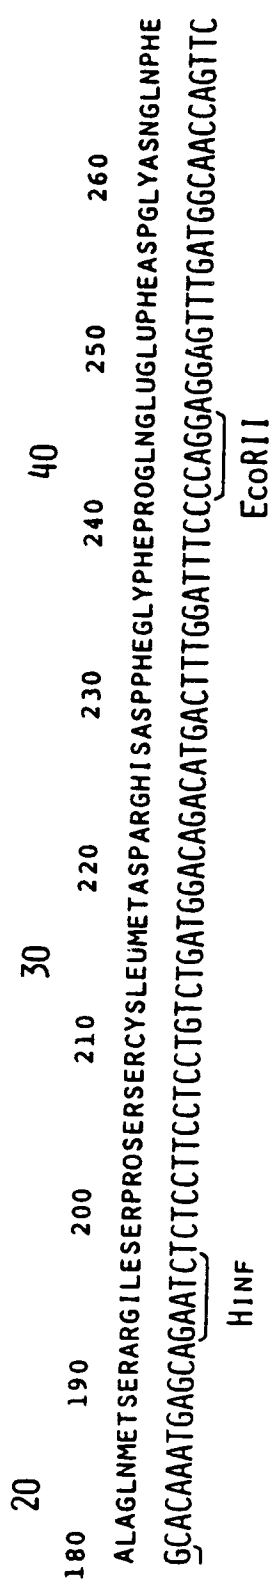 20 30 40
180 190 200 210 220 230 240 250 260
ALAGLNMETSERARGILESERPROSERSERCYSLEUMETASPARGHISASPPHEGLYPHEPROGLNGLUGLUPHEASPGLYASNGLNPHE
GCACAAATGAGCAGAATCTCTCCTTCCTCCTGTCTGATGGACAGACATGACTTTGGATTTCCCCAGGAGGAGTTTGATGGCAACCAGTTC
HINF EcoRII